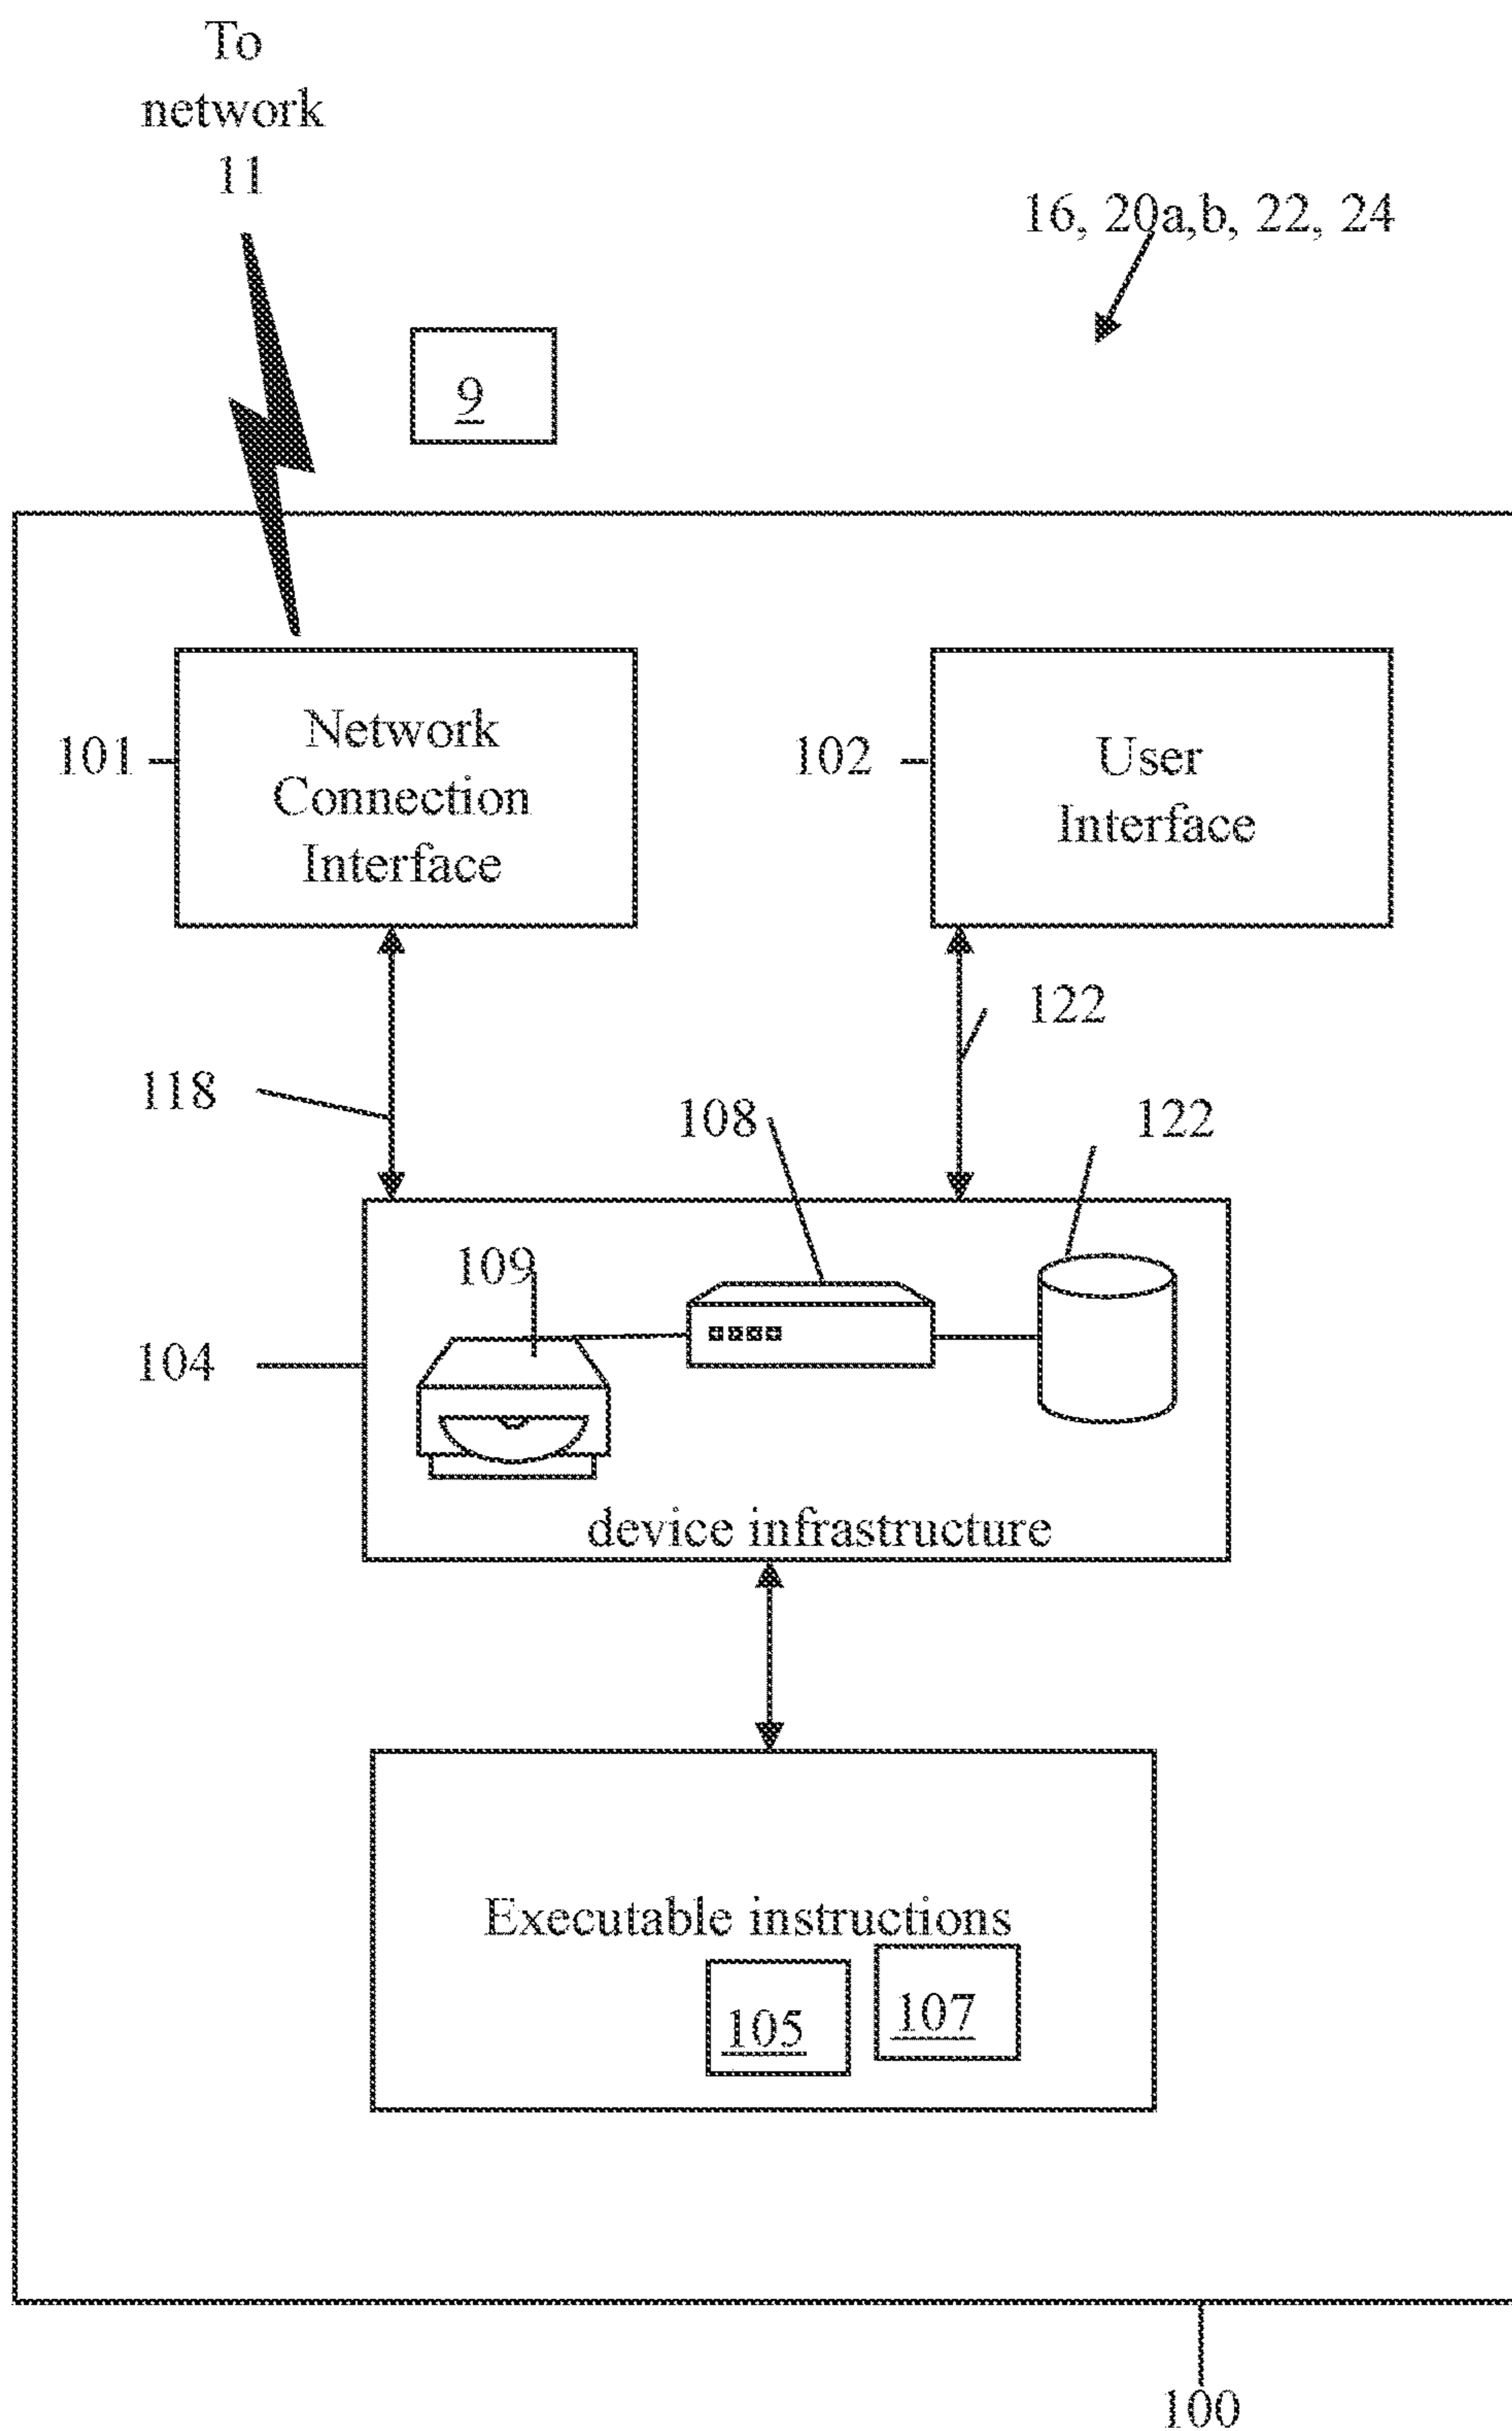 To
network
11
16, 20a,b, 22, 24
9
101
Network
Connection
Interface
102
User
Interface
122
118
108
122
109
104
device infrastructure
Executable instructions
105
107
100